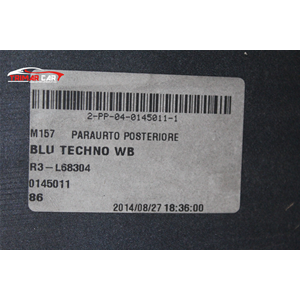 2-PP-04-0145011-1
M157 PARAURTO POSTERIORE
BLU TECHNO WB
R3-L68304
0145011
86
2014/08/27 18:36:00